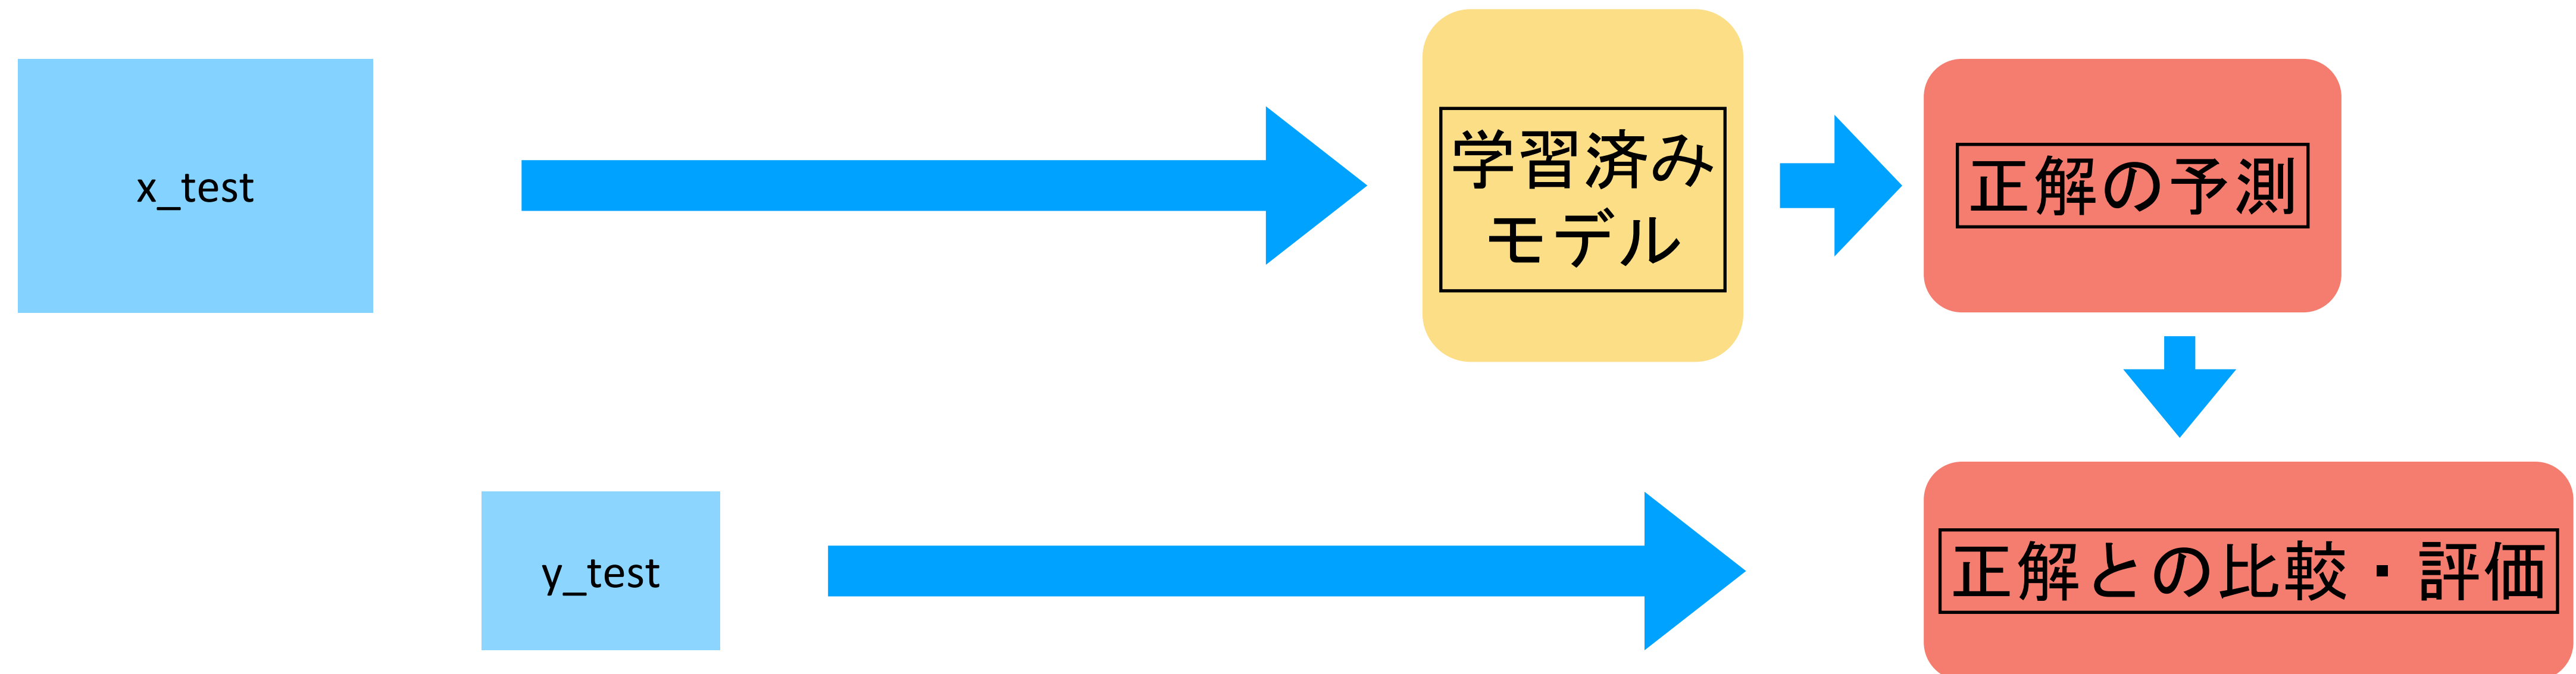 x_test
学習済み
モデル
正解の予測
y_test
正解との比較・評価